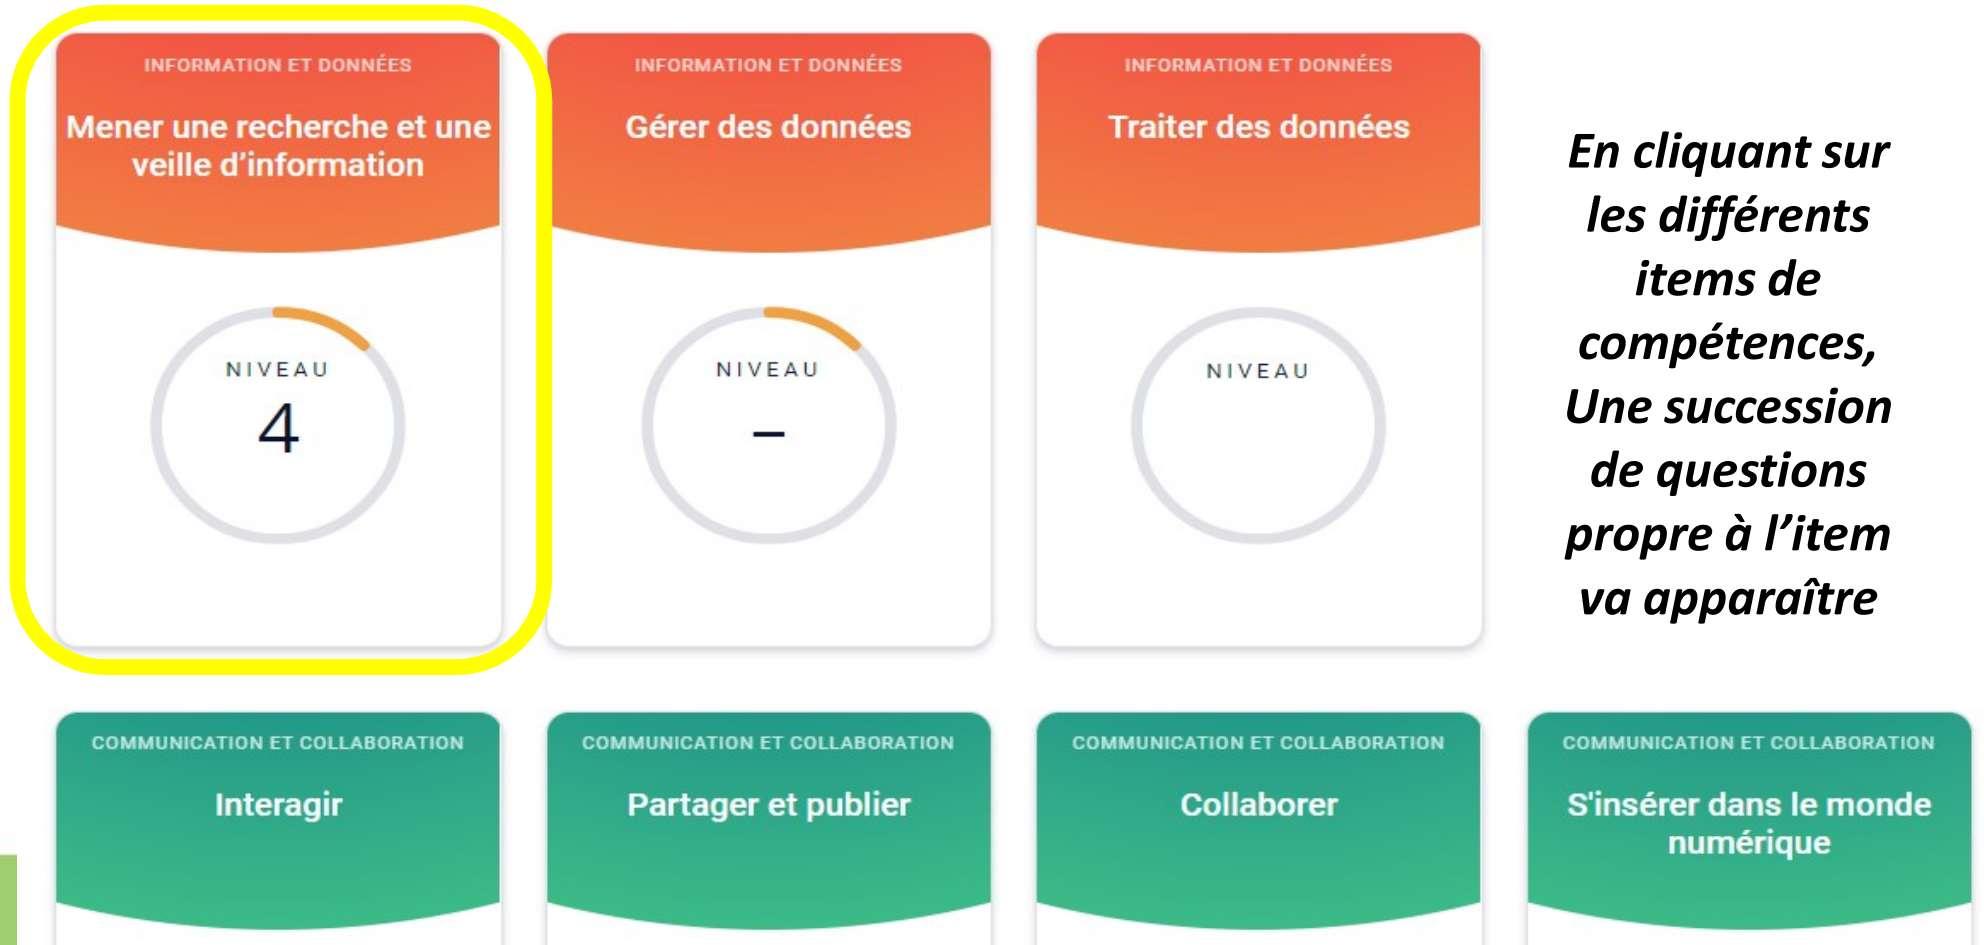 INFORMATION ET DONNÉES
Mener une recherche et une
veille d’information
NIVEAU
4
INFORMATION ET DONNÉES
Gérer des données
NIVEAU
–
INFORMATION ET DONNÉES
Traiter des données
NIVEAU
En cliquant sur
les différents
items de
compétences,
Une succession
de questions
propre à l’item
va apparaître
COMMUNICATION ET COLLABORATION
Interagir
COMMUNICATION ET COLLABORATION
Partager et publier
COMMUNICATION ET COLLABORATION
Collaborer
COMMUNICATION ET COLLABORATION
S'insérer dans le monde
numérique